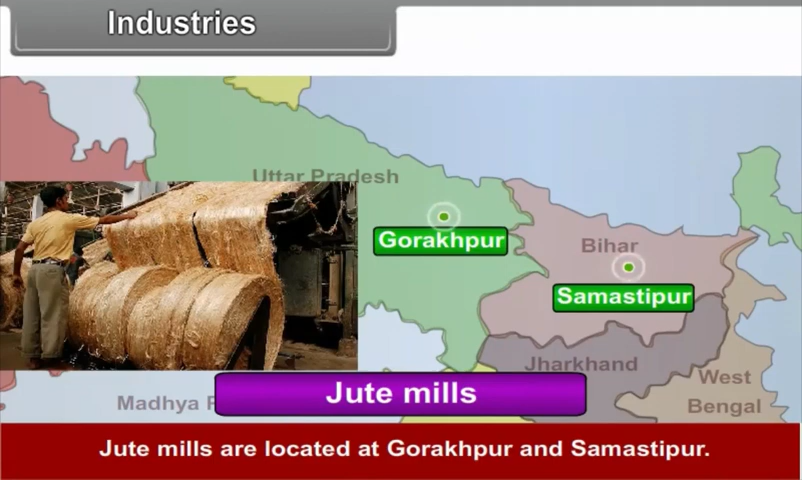 Industries
Uttar Pradesh
Gorakhpur
Bihar
Samastipur
Jharkhand
West
Bengal
Madhya
Jute mills
Jute mills are located at Gorakhpur and Samastipur.